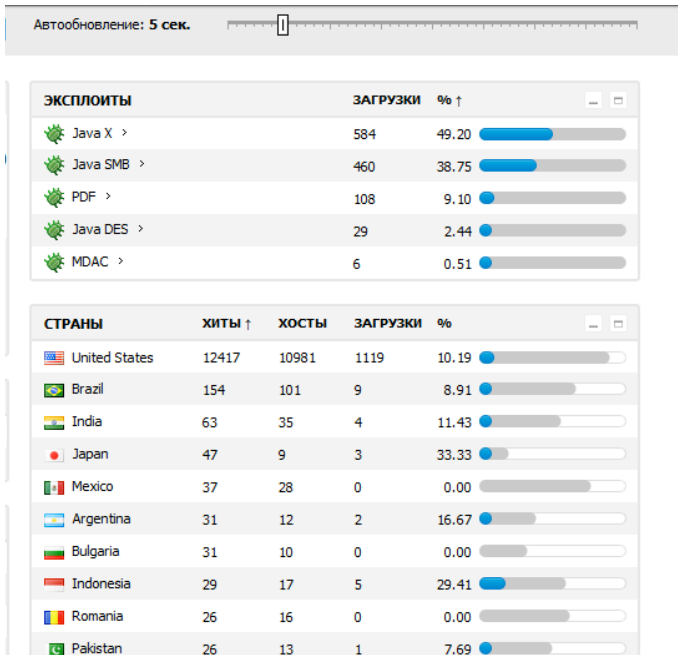 Автообновление: 5 сек.
ЭКСПЛОИТЫ ЗАГРУЗКИ % ↑
Java X > 584 49.20
Java SMB > 460 38.75
PDF > 108 9.10
Java DES > 29 2.44
MDAC > 6 0.51
СТРАНЫ ХИТЫ ↑ ХОСТЫ ЗАГРУЗКИ %
United States 12417 10981 1119 10.19
Brazil 154 101 9 8.91
India 63 35 4 11.43
Japan 47 9 3 33.33
Mexico 37 28 0 0.00
Argentina 31 12 2 16.67
Bulgaria 31 10 0 0.00
Indonesia 29 17 5 29.41
Romania 26 16 0 0.00
Pakistan 26 13 1 7.69